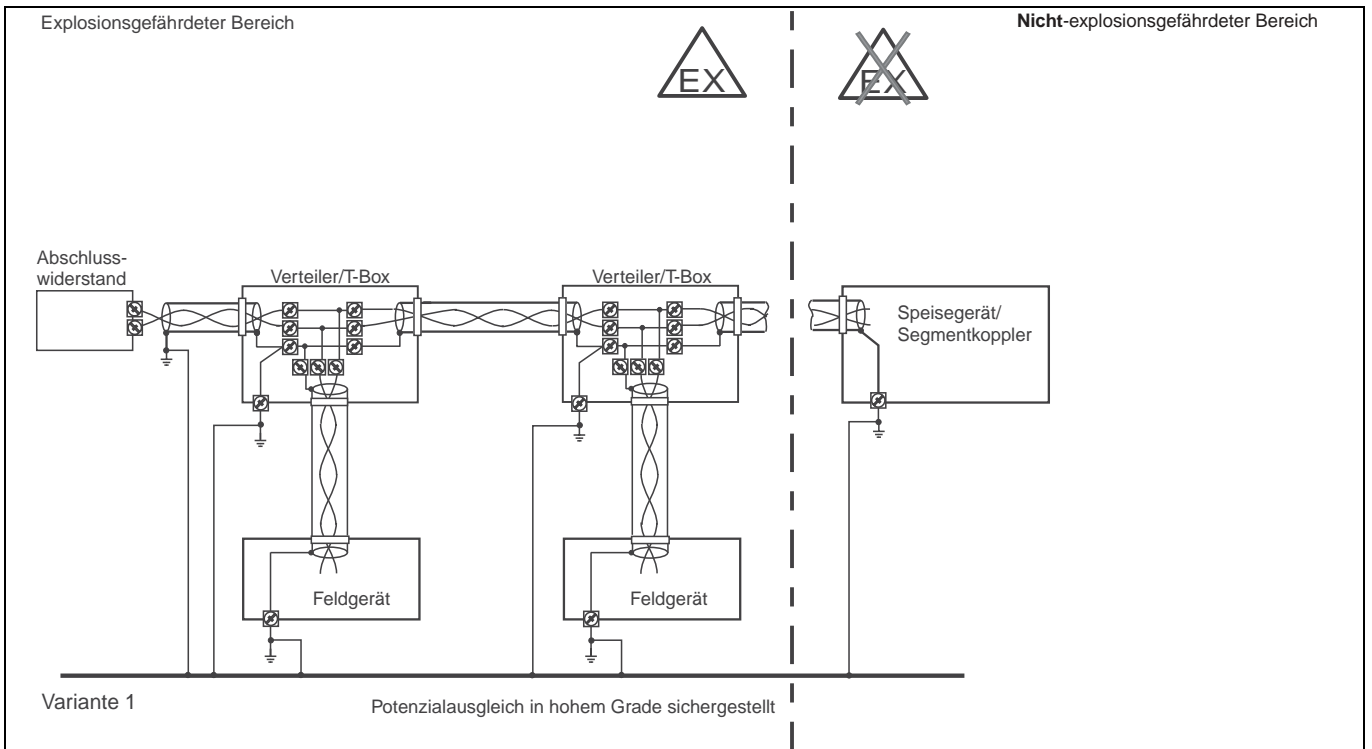 Explosionsgefährdeter Bereich
Nicht-explosionsgefährdeter Bereich
EX
EX
Abschluss-
widerstand
Verteiler/T-Box
Verteiler/T-Box
Speisegerät/
Segmentkoppler
Feldgerät
Feldgerät
Variante 1
Potenzialausgleich in hohem Grade sichergestellt